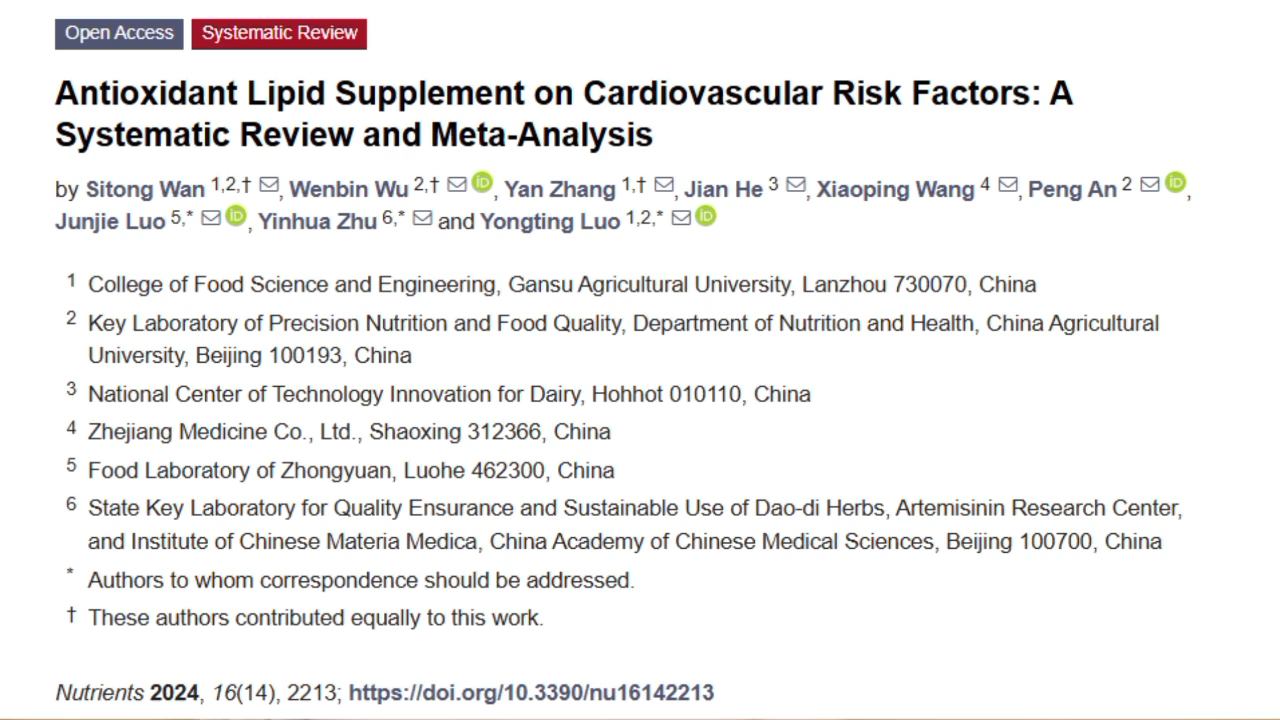 Open Access Systematic Review
Antioxidant Lipid Supplement on Cardiovascular Risk Factors: A
Systematic Review and Meta-Analysis
by Sitong Wan 1,2,†, Wenbin Wu 2,† iD, Yan Zhang 1,†, Jian He 3, Xiaoping Wang 4, Peng An 2 iD,
Junjie Luo 5,* iD, Yinhua Zhu 6,* and Yongting Luo 1,2,* iD
1 College of Food Science and Engineering, Gansu Agricultural University, Lanzhou 730070, China
2 Key Laboratory of Precision Nutrition and Food Quality, Department of Nutrition and Health, China Agricultural
University, Beijing 100193, China
3 National Center of Technology Innovation for Dairy, Hohhot 010110, China
4 Zhejiang Medicine Co., Ltd., Shaoxing 312366, China
5 Food Laboratory of Zhongyuan, Luohe 462300, China
6 State Key Laboratory for Quality Ensurance and Sustainable Use of Dao-di Herbs, Artemisinin Research Center,
and Institute of Chinese Materia Medica, China Academy of Chinese Medical Sciences, Beijing 100700, China
* Authors to whom correspondence should be addressed.
† These authors contributed equally to this work.
Nutrients 2024, 16(14), 2213; https://doi.org/10.3390/nu16142213